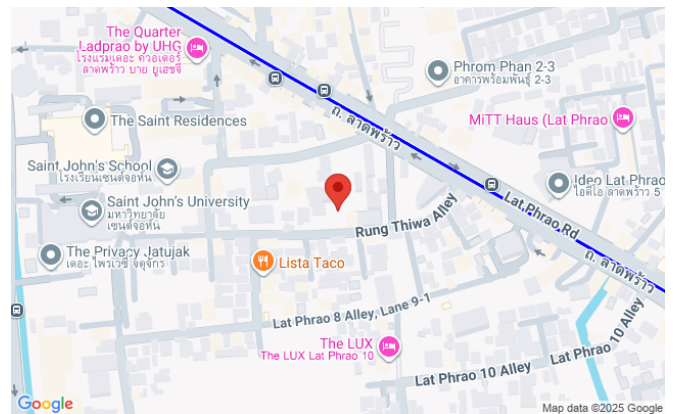 The Quarter
Ladprao by UHG
โรงแรมเดอะ ควอเตอร์
ลาดพร้าว บาย ยูเฮชจี
Phrom Phan 2-3
อาคารพร้อมพันธุ์ 2-3
The Saint Residences
ถ. ลาดพร้าว
MiTT Haus (Lat Phrao
Saint John's School
โรงเรียนเซนต์จอห์น
Saint John's University
มหาวิทยาลัย
เซนต์จอห์น
Ideo Lat Phrao
ไอดีโอ ลาดพร้าว 5
Lat Phrao Rd
Rung Thiwa Alley
The Privacy Jatujak
เดอะ ไพรเวซี่ จตุจักร
Lista Taco
ถ. ลาดพร้าว
Lat Phrao 8 Alley, Lane 9-1
The LUX
The LUX Lat Phrao 10
Lat Phrao 10 Alley
Lat Phrao 10 Alley
Google
Map data ©2025 Google